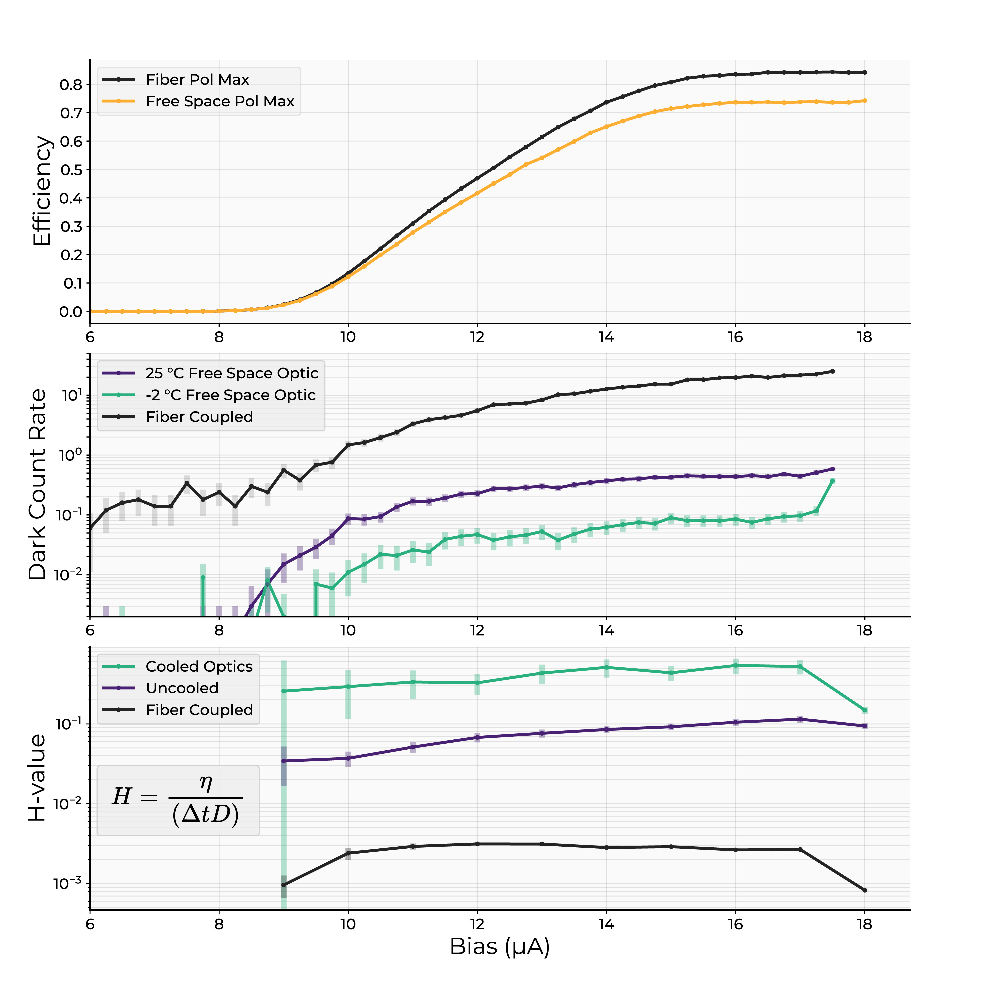 Fiber Pol Max
Free Space Pol Max
Efficiency
0.8
0.7
0.6
0.5
0.4
0.3
0.2
0.1
0.0
6 8 10 12 14 16 18
25 °C Free Space Optic
-2 °C Free Space Optic
Fiber Coupled
Dark Count Rate
10¹
10⁰
10⁻¹
10⁻²
6 8 10 12 14 16 18
Cooled Optics
Uncooled
Fiber Coupled
H-value
10⁻¹
10⁻²
10⁻³
H = η / (ΔtD)
6 8 10 12 14 16 18
Bias (μA)